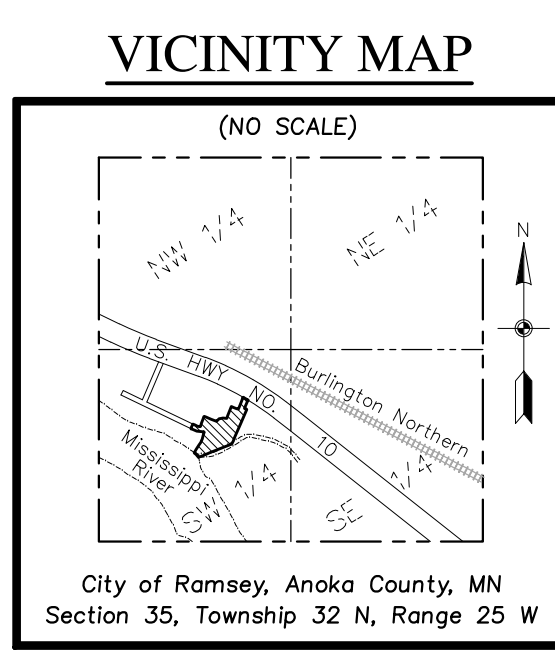 VICINITY MAP
(NO SCALE)
NW 1/4
NE 1/4
N
U.S. HWY NO. 10
Burlington Northern
Mississippi
River
SW 1/4
SE 1/4
City of Ramsey, Anoka County, MN
Section 35, Township 32 N, Range 25 W